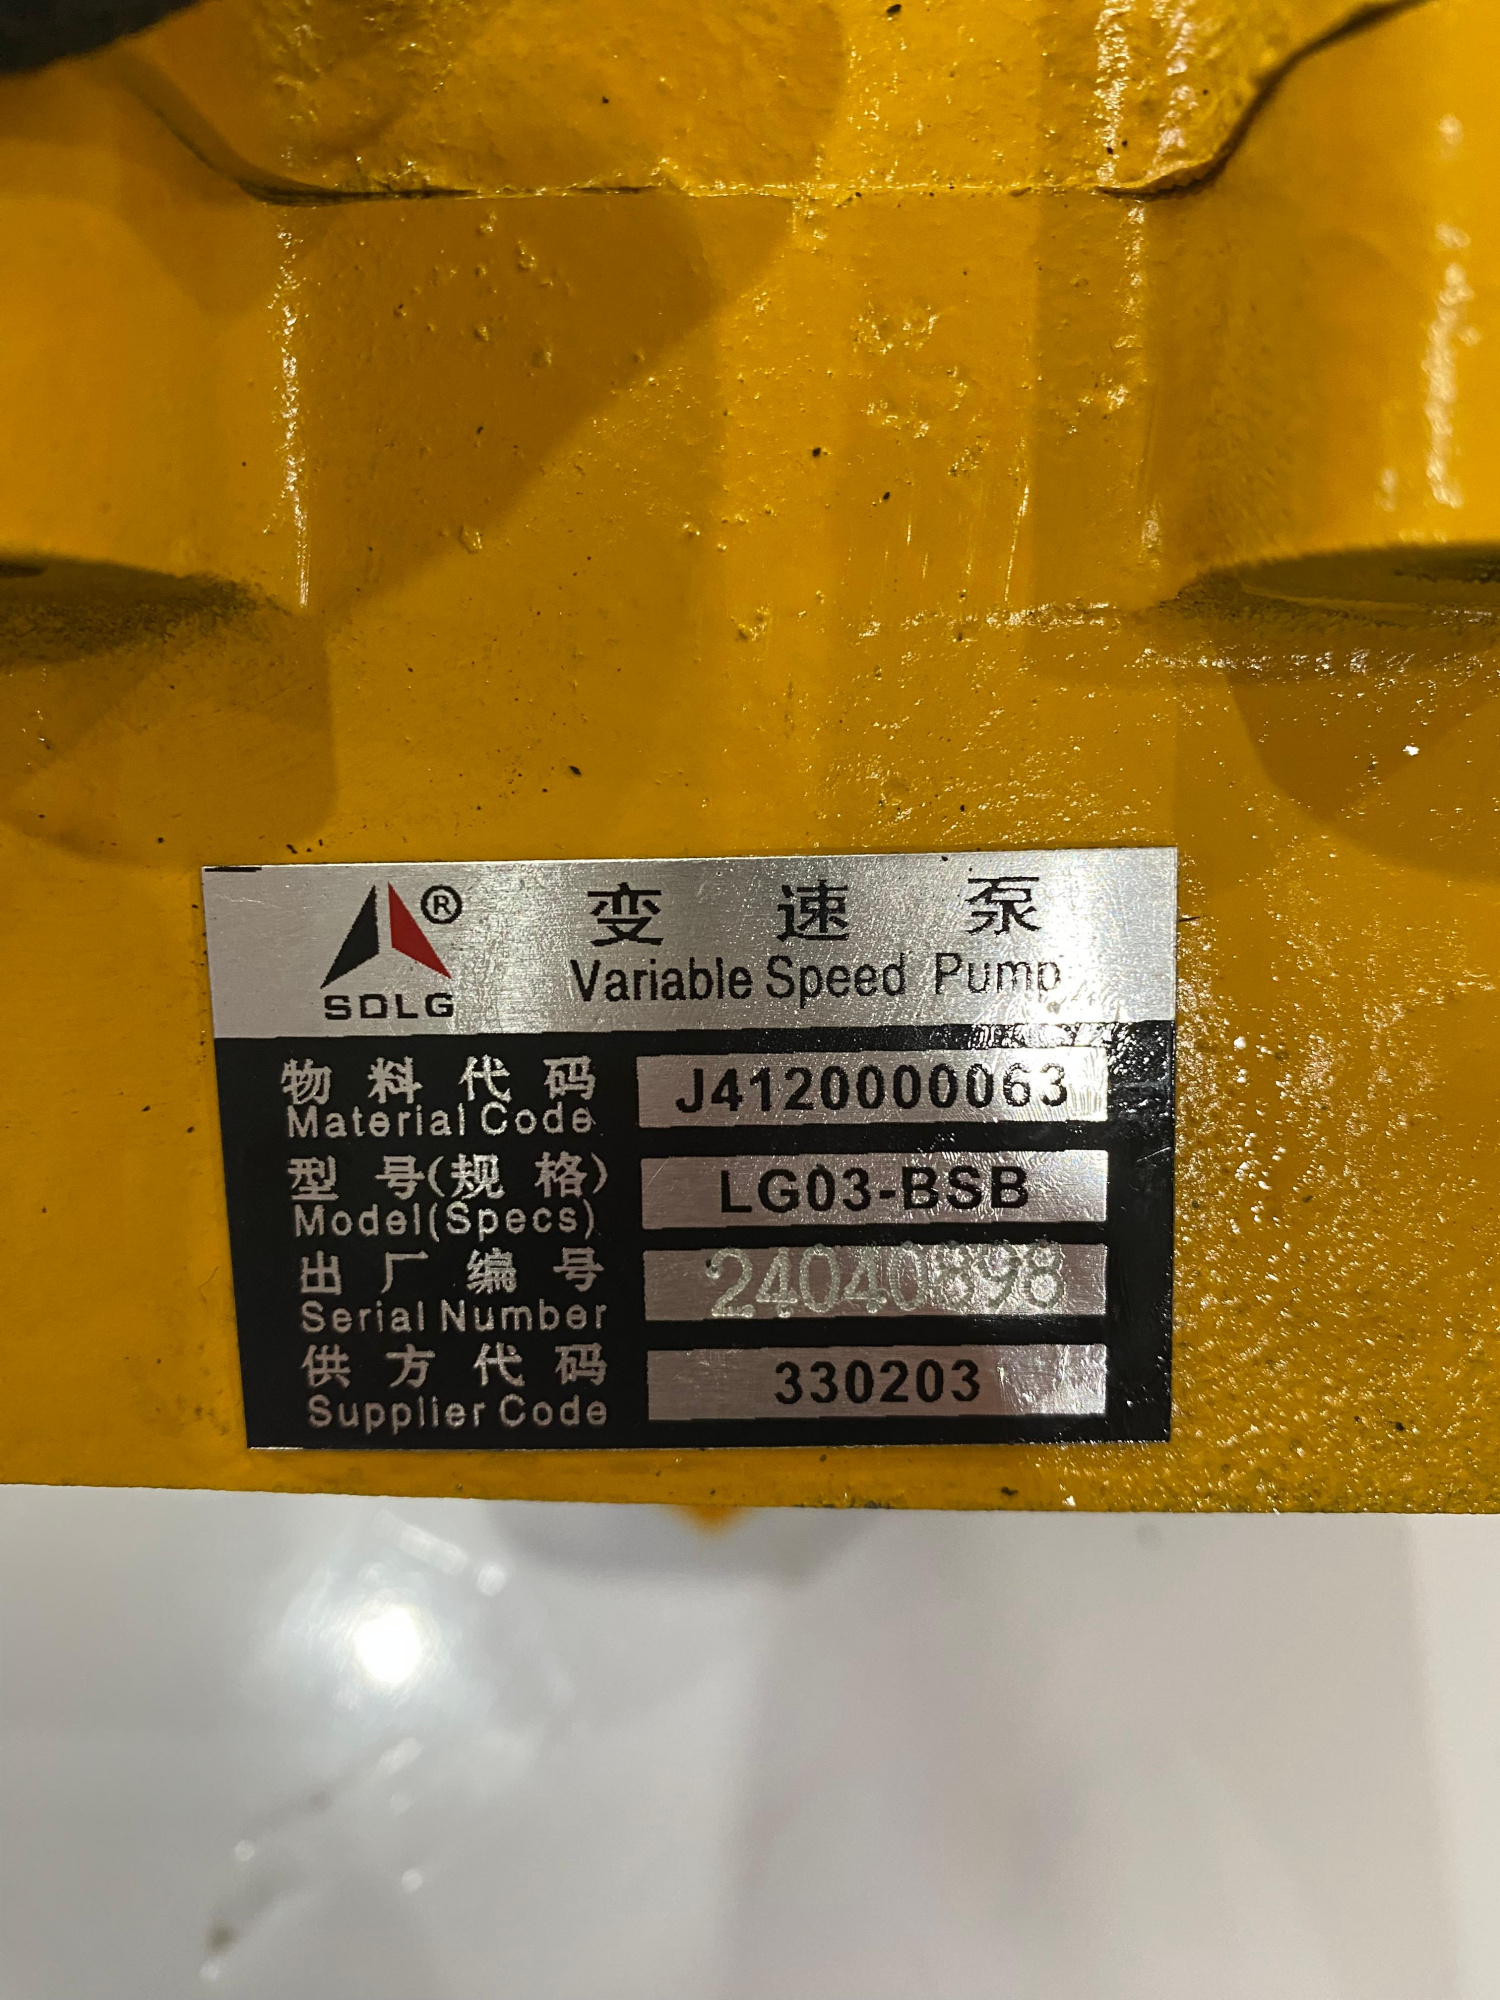 SDLG ®
变速泵
Variable Speed Pump
物料代码 J4120000063
Material Code
型号(规格) LG03-BSB
Model(Specs)
出厂编号 24040898
Serial Number
供方代码 330203
Supplier Code